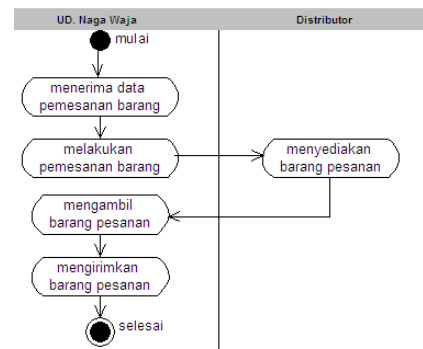 UD. Naga Waja
Distributor
mulai
menerima data
pemesanan barang
melakukan
pemesanan barang
menyediakan
barang pesanan
mengambil
barang pesanan
mengirimkan
barang pesanan
selesai